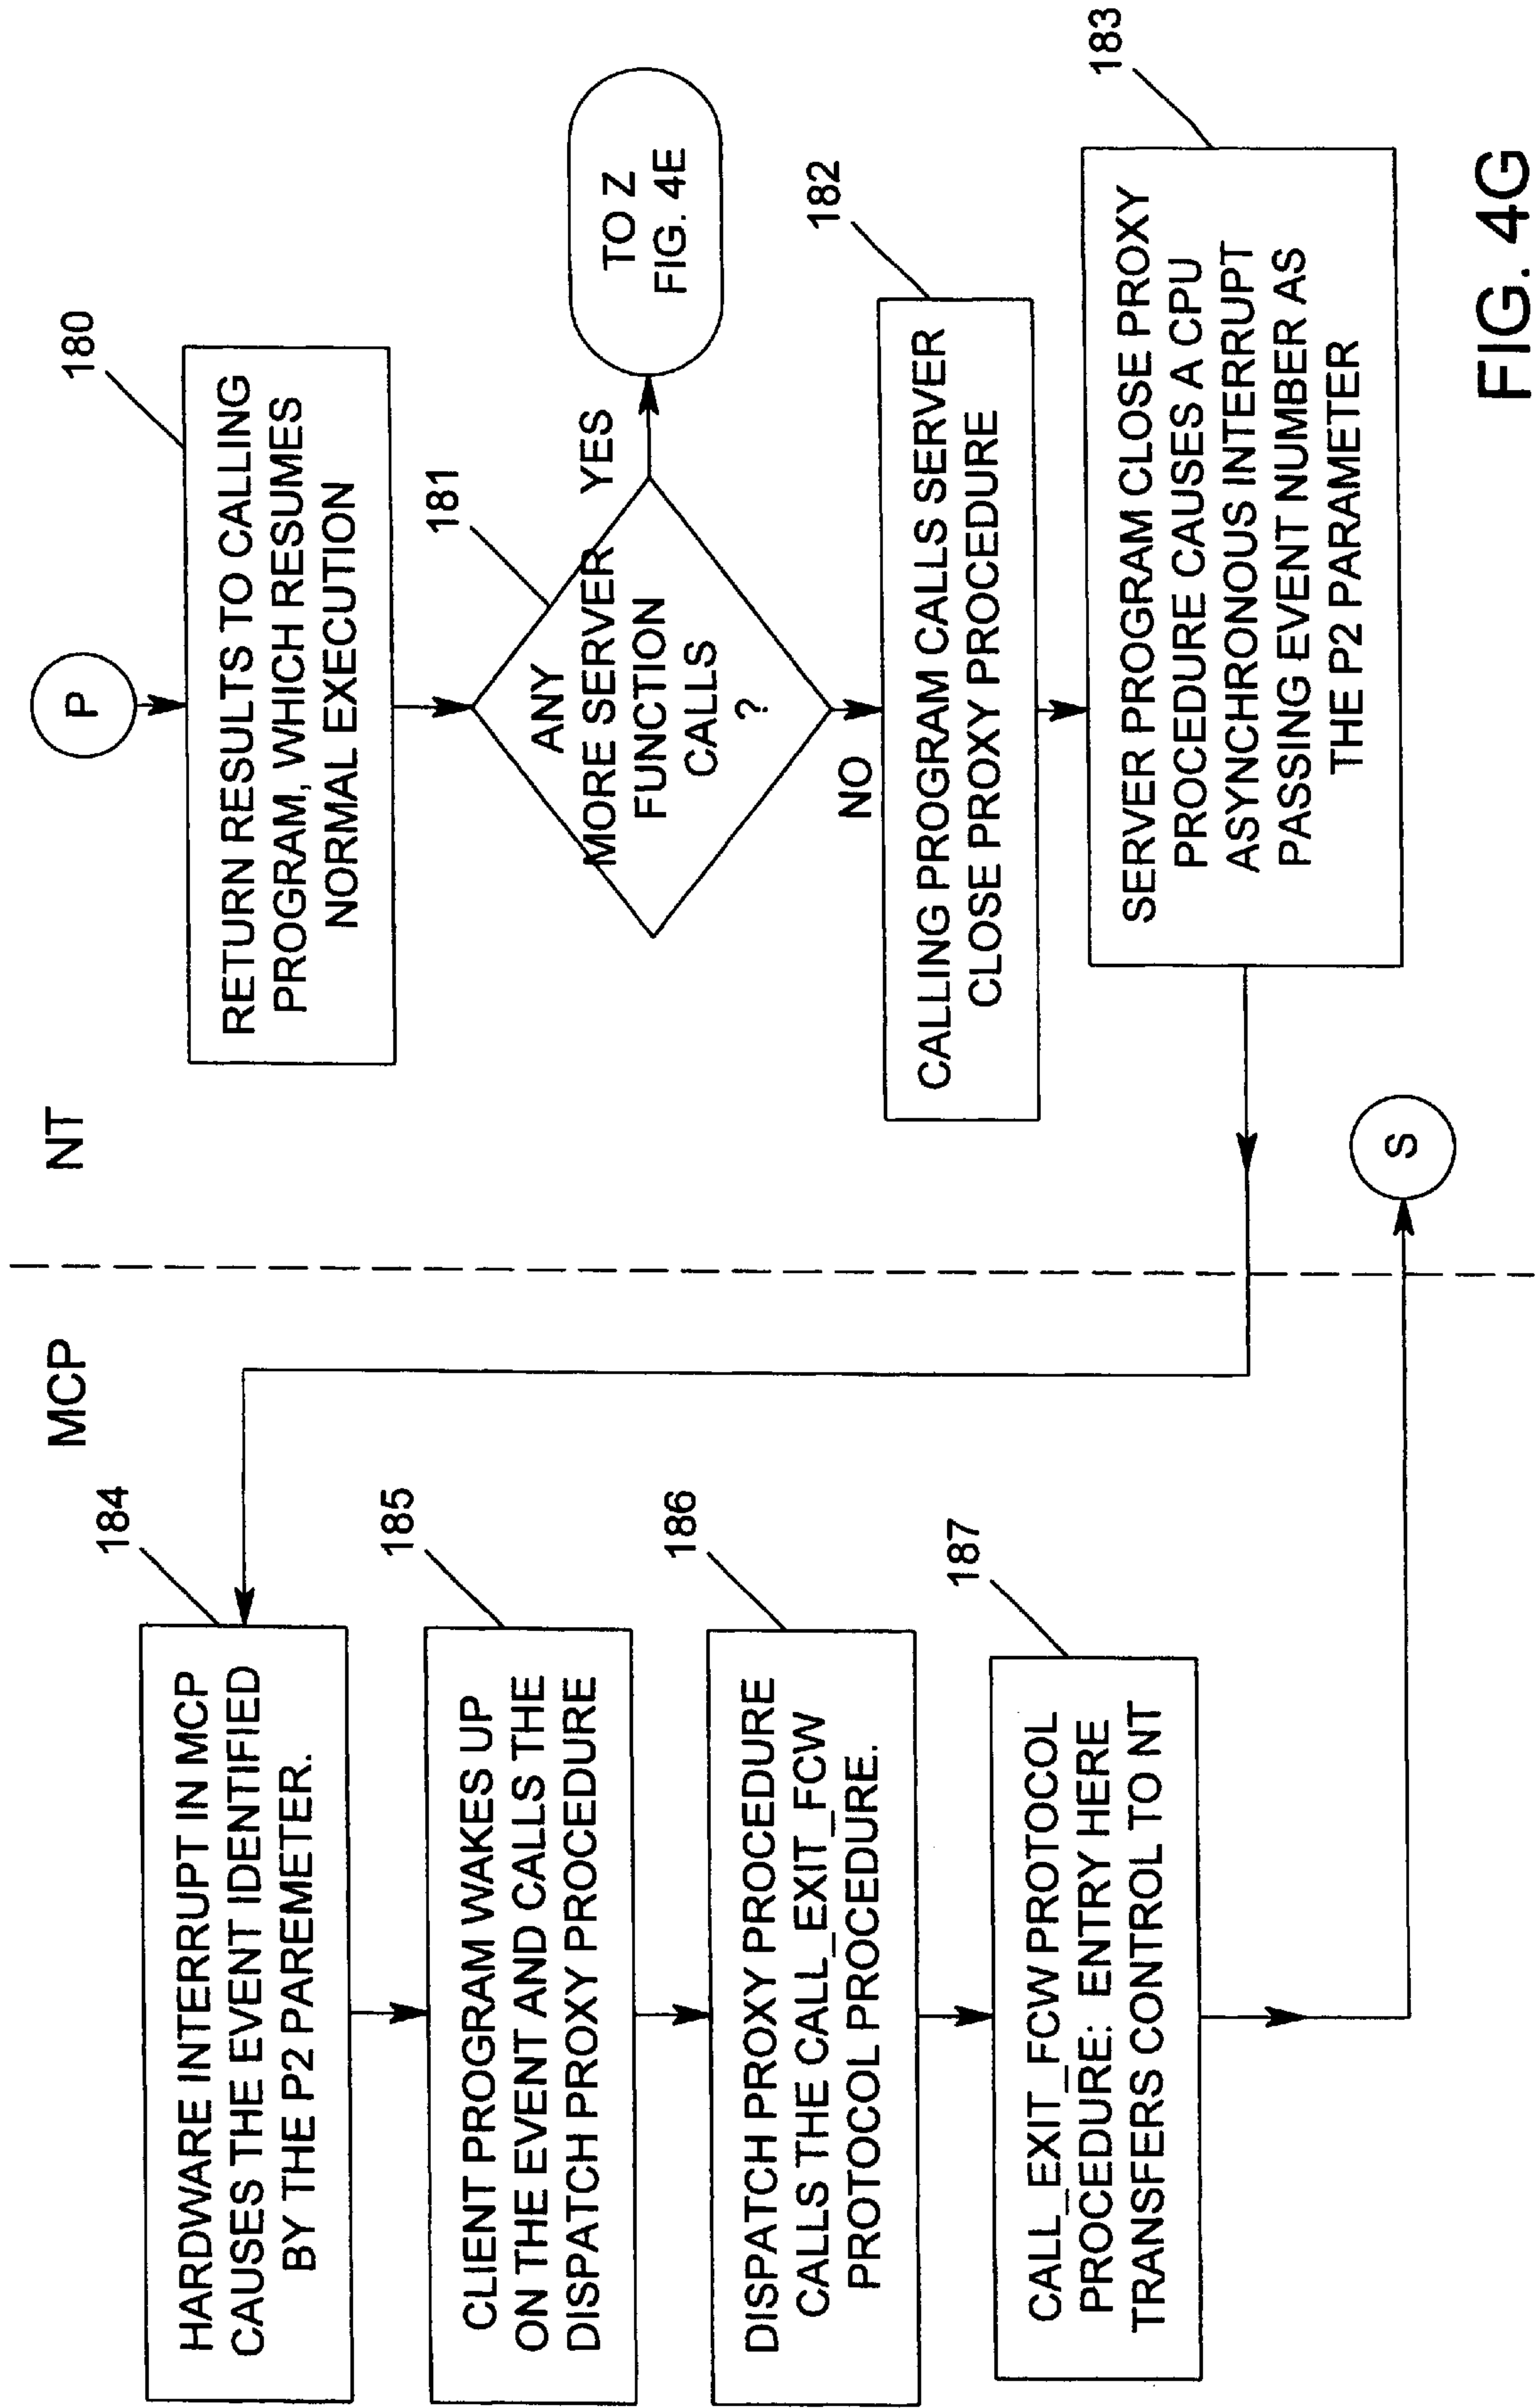 MCP
NT
P
180
RETURN RESULTS TO CALLING
PROGRAM, WHICH RESUMES
NORMAL EXECUTION
181
ANY
MORE SERVER
FUNCTION
CALLS
?
YES
TO Z
FIG. 4E
NO
182
CALLING PROGRAM CALLS SERVER
CLOSE PROXY PROCEDURE
183
SERVER PROGRAM CLOSE PROXY
PROCEDURE CAUSES A CPU
ASYNCHRONOUS INTERRUPT
PASSING EVENT NUMBER AS
THE P2 PARAMETER
184
HARDWARE INTERRUPT IN MCP
CAUSES THE EVENT IDENTIFIED
BY THE P2 PAREMETER.
185
CLIENT PROGRAM WAKES UP
ON THE EVENT AND CALLS THE
DISPATCH PROXY PROCEDURE
186
DISPATCH PROXY PROCEDURE
CALLS THE CALL_EXIT_FCW
PROTOCOL PROCEDURE.
187
CALL_EXIT_FCW PROTOCOL
PROCEDURE: ENTRY HERE
TRANSFERS CONTROL TO NT
S
FIG. 4G